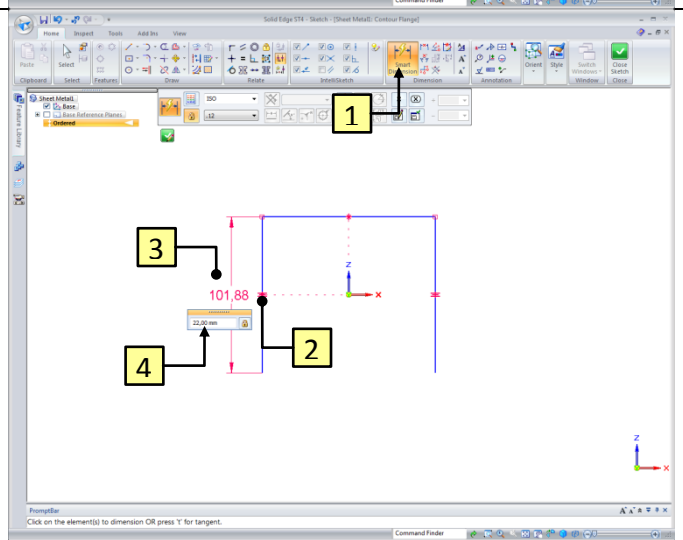 Command Finder
Solid Edge ST4 - Sketch - [Sheet Metal1: Contour Flange]
Home Inspect Tools Add Ins View
Paste
Select
Smart Dimension
Orient
Style
Switch Windows
Close Sketch
Clipboard Select Features Draw Relate IntelliSketch Dimension Annotation Window Close
Feature Library
Sheet Metal1
Base
Base Reference Planes
Ordered
ISO
.12
1
3
Z
101,88
X
22,00 mm
2
4
Z
X
PromptBar
Click on the element(s) to dimension OR press 't' for tangent.
Command Finder